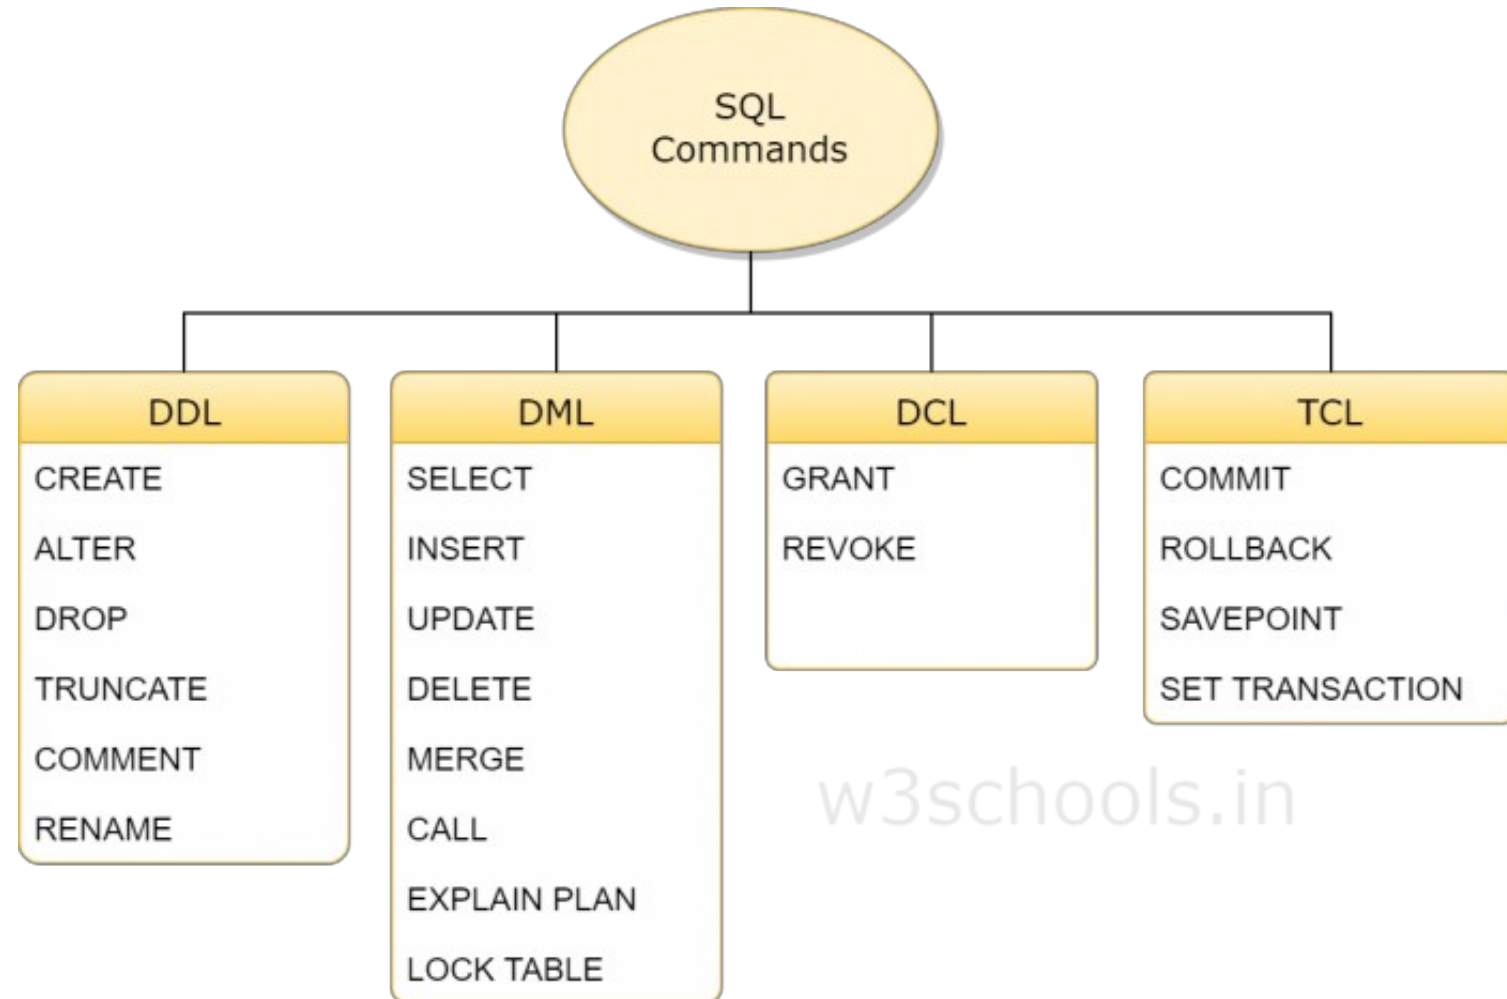 SQL
Commands
DDL
CREATE
ALTER
DROP
TRUNCATE
COMMENT
RENAME
DML
SELECT
INSERT
UPDATE
DELETE
MERGE
CALL
EXPLAIN PLAN
LOCK TABLE
DCL
GRANT
REVOKE
TCL
COMMIT
ROLLBACK
SAVEPOINT
SET TRANSACTION
w3schools.in